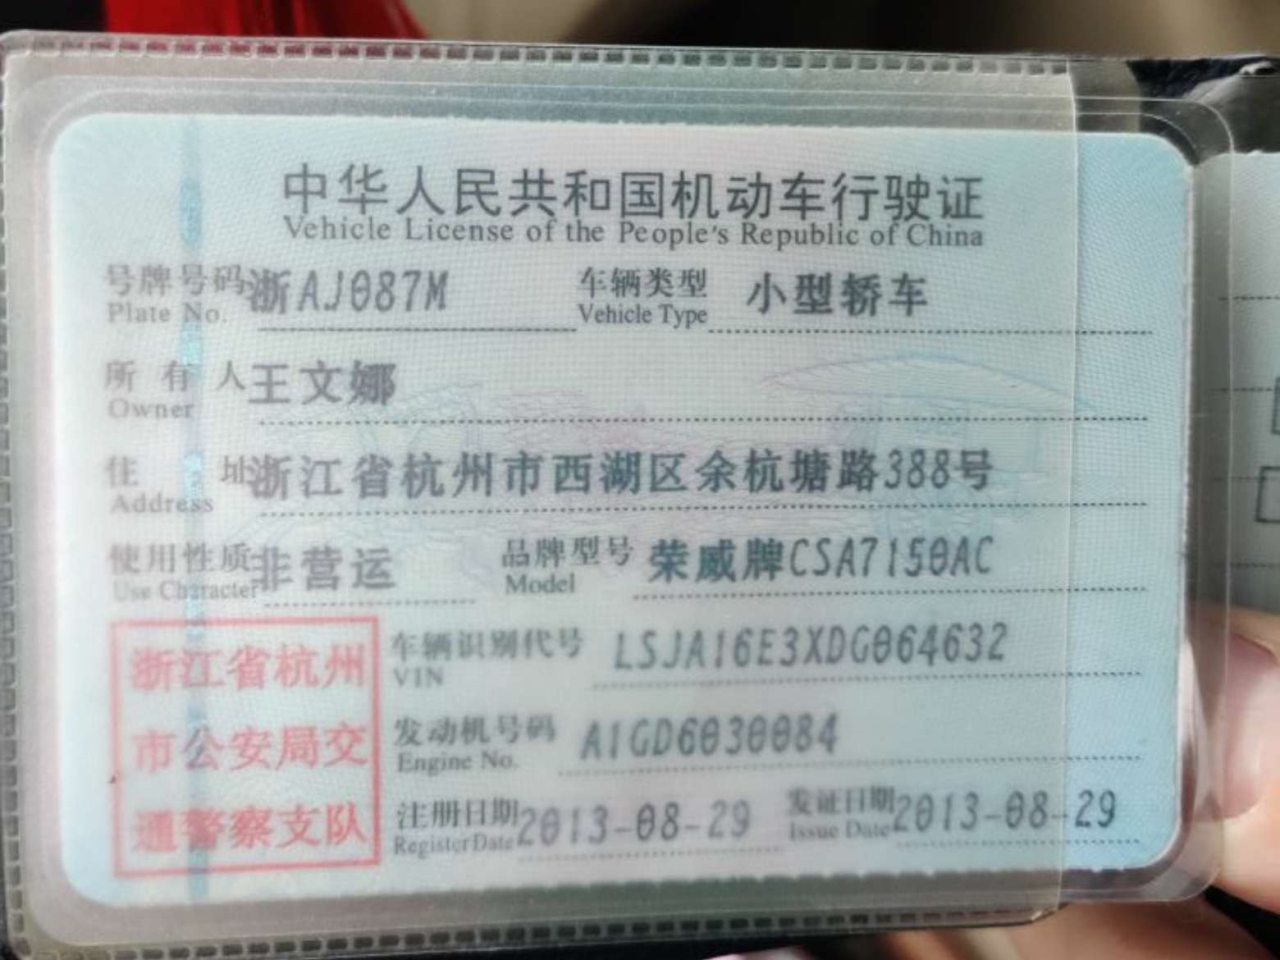 中华人民共和国机动车行驶证
Vehicle License of the People's Republic of China
号牌号码 浙AJ087M 车辆类型 小型轿车
Plate No. Vehicle Type
所有人 王文娜
Owner
住址 浙江省杭州市西湖区余杭塘路388号
Address
使用性质 非营运 品牌型号 荣威牌CSA7150AC
Use Character Model
浙江省杭州
市公安局交
通警察支队
车辆识别代号 LSJA16E3XDG064632
VIN
发动机号码 A1GD6030084
Engine No.
注册日期 2013-08-29 发证日期 2013-08-29
Register Date Issue Date